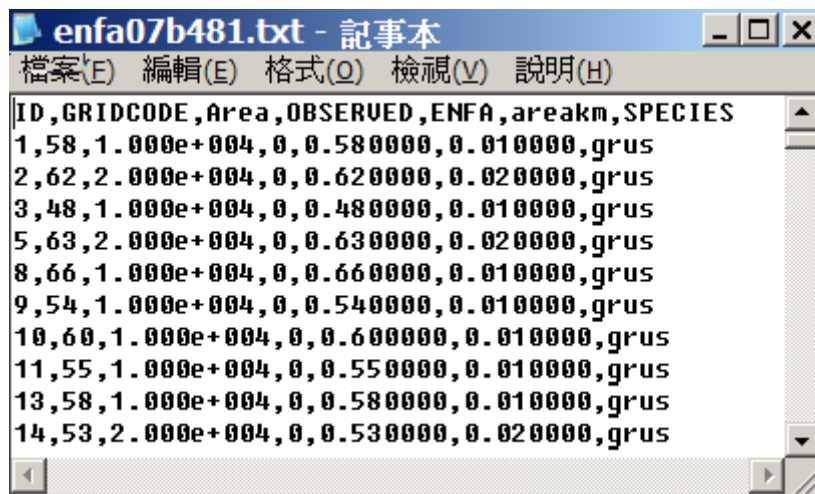 enfa07b481.txt - 記事本
檔案(F) 編輯(E) 格式(O) 檢視(V) 說明(H)
ID,GRIDCODE,Area,OBSERVED,ENFA,areakm,SPECIES
1,58,1.000e+004,0,0.580000,0.010000,grus
2,62,2.000e+004,0,0.620000,0.020000,grus
3,48,1.000e+004,0,0.480000,0.010000,grus
5,63,2.000e+004,0,0.630000,0.020000,grus
8,66,1.000e+004,0,0.660000,0.010000,grus
9,54,1.000e+004,0,0.540000,0.010000,grus
10,60,1.000e+004,0,0.600000,0.010000,grus
11,55,1.000e+004,0,0.550000,0.010000,grus
13,58,1.000e+004,0,0.580000,0.010000,grus
14,53,2.000e+004,0,0.530000,0.020000,grus